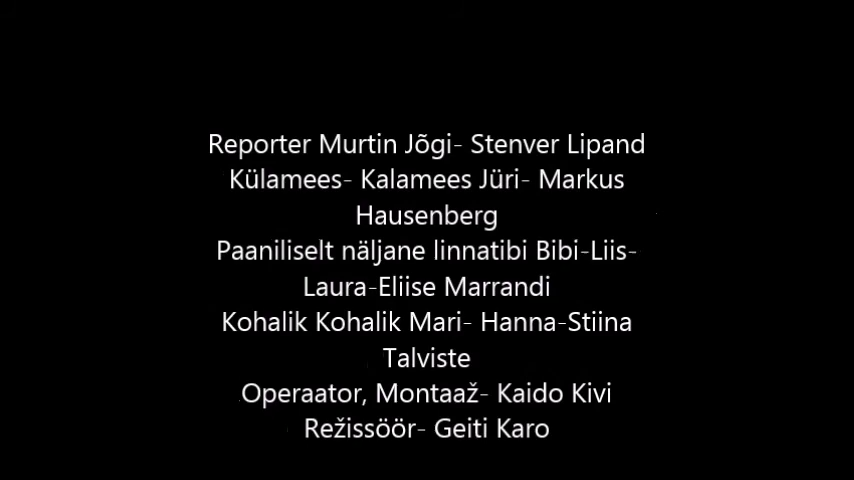 Reporter Murtin Jõgi- Stenver Lipand
Külamees- Kalamees Jüri- Markus
Hausenberg
Paaniliselt näljane linnatibi Bibi-Liis-
Laura-Eliise Marrandi
Kohalik Kohalik Mari- Hanna-Stiina
Talviste
Operaator, Montaaž- Kaido Kivi
Režissöör- Geiti Karo